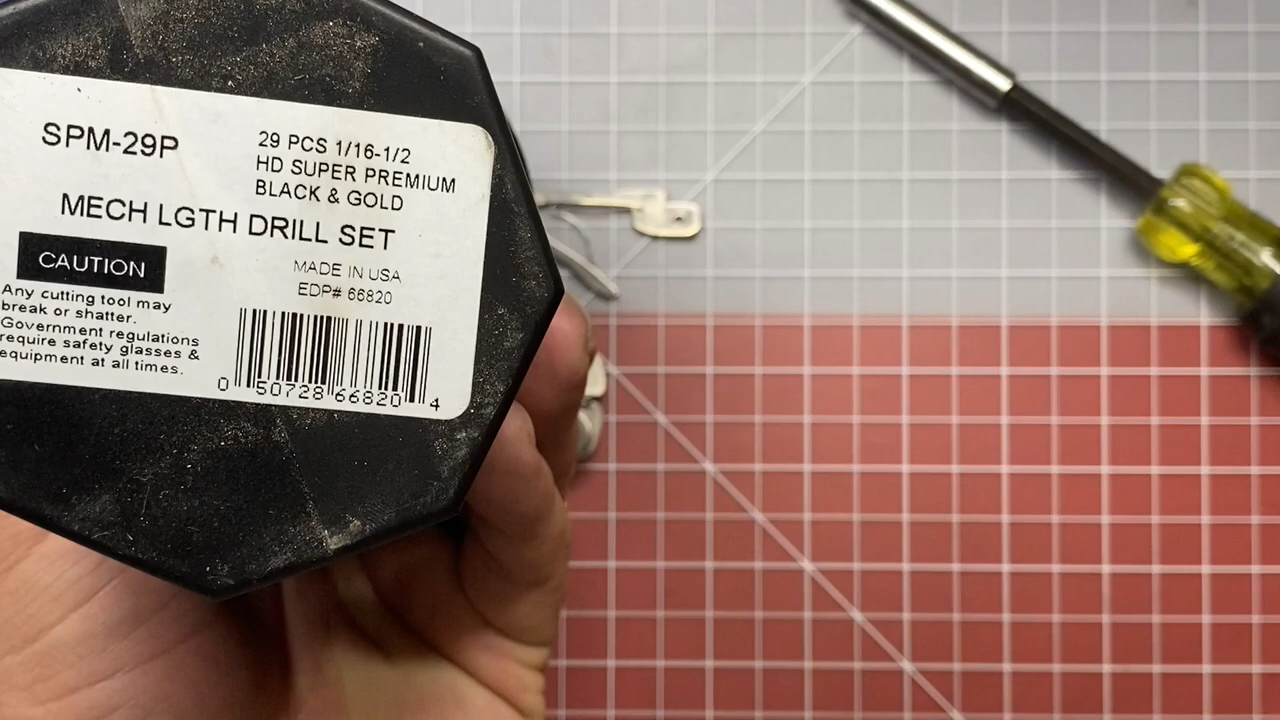 SPM-29P
29 PCS 1/16-1/2
HD SUPER PREMIUM
BLACK & GOLD
MECH LGTH DRILL SET
CAUTION
Any cutting tool may
break or shatter.
Government regulations
require safety glasses &
equipment at all times.
MADE IN USA
EDP# 66820
0 50728 66820 4